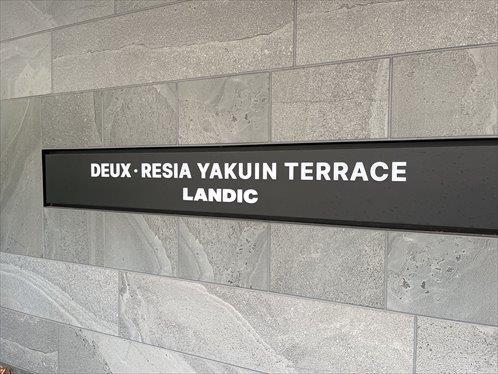 DEUX・RESIA YAKUIN TERRACE
LANDIC